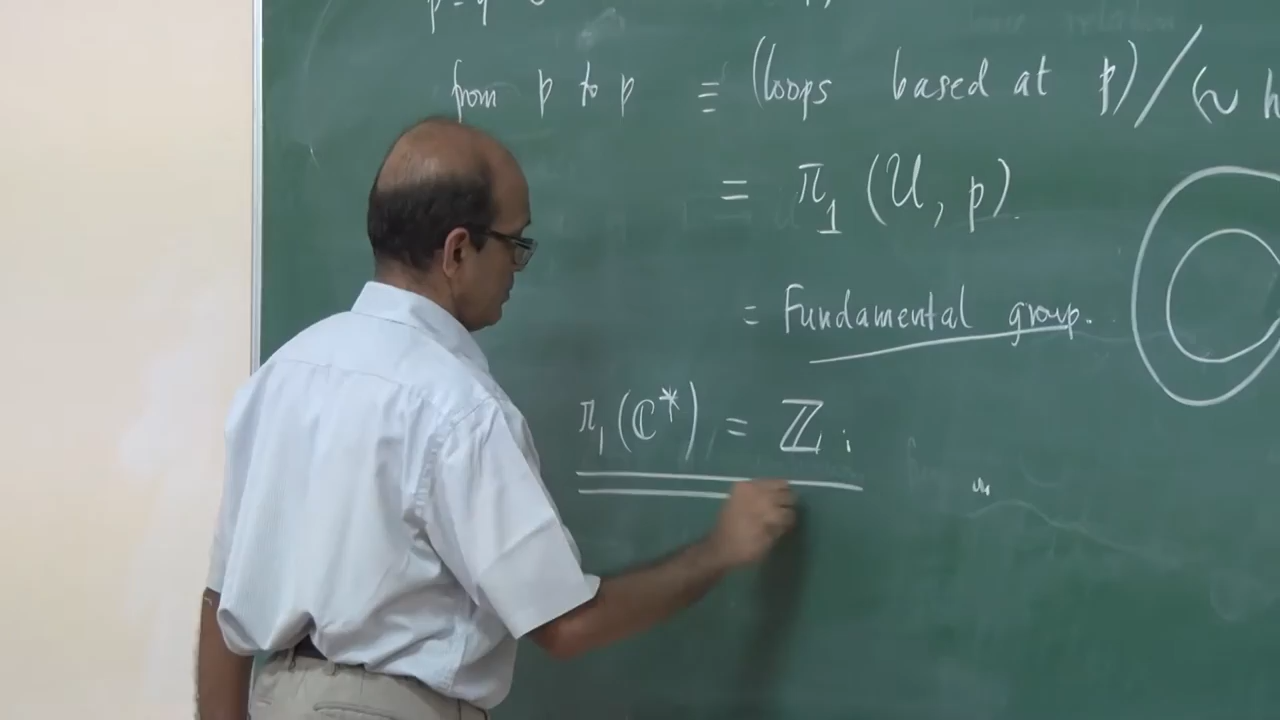 from p to p ≡ (loops based at p)/(~
= π₁ (U, p).
= Fundamental group.
π₁(ℂ*) = ℤ ;